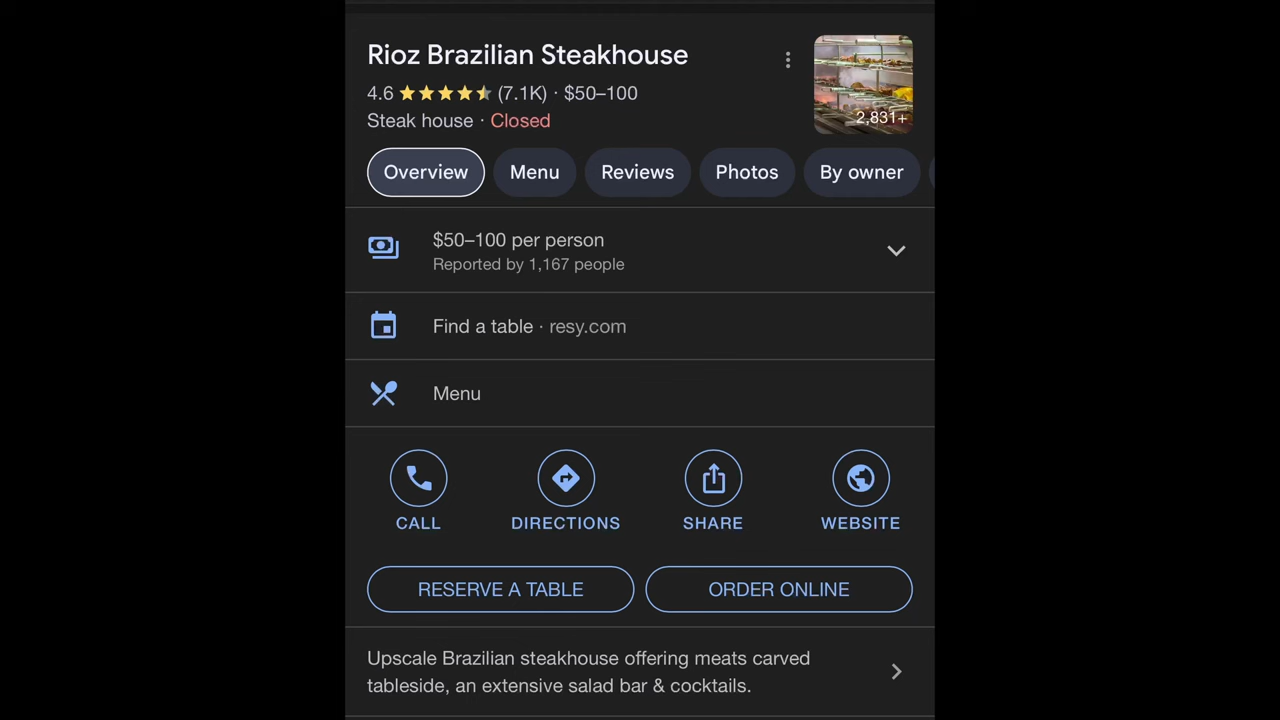 Rioz Brazilian Steakhouse
4.6 (7.1K) · $50–100
Steak house · Closed
2,831+
Overview Menu Reviews Photos By owner
$50–100 per person
Reported by 1,167 people
Find a table · resy.com
Menu
CALL DIRECTIONS SHARE WEBSITE
RESERVE A TABLE ORDER ONLINE
Upscale Brazilian steakhouse offering meats carved
tableside, an extensive salad bar & cocktails.